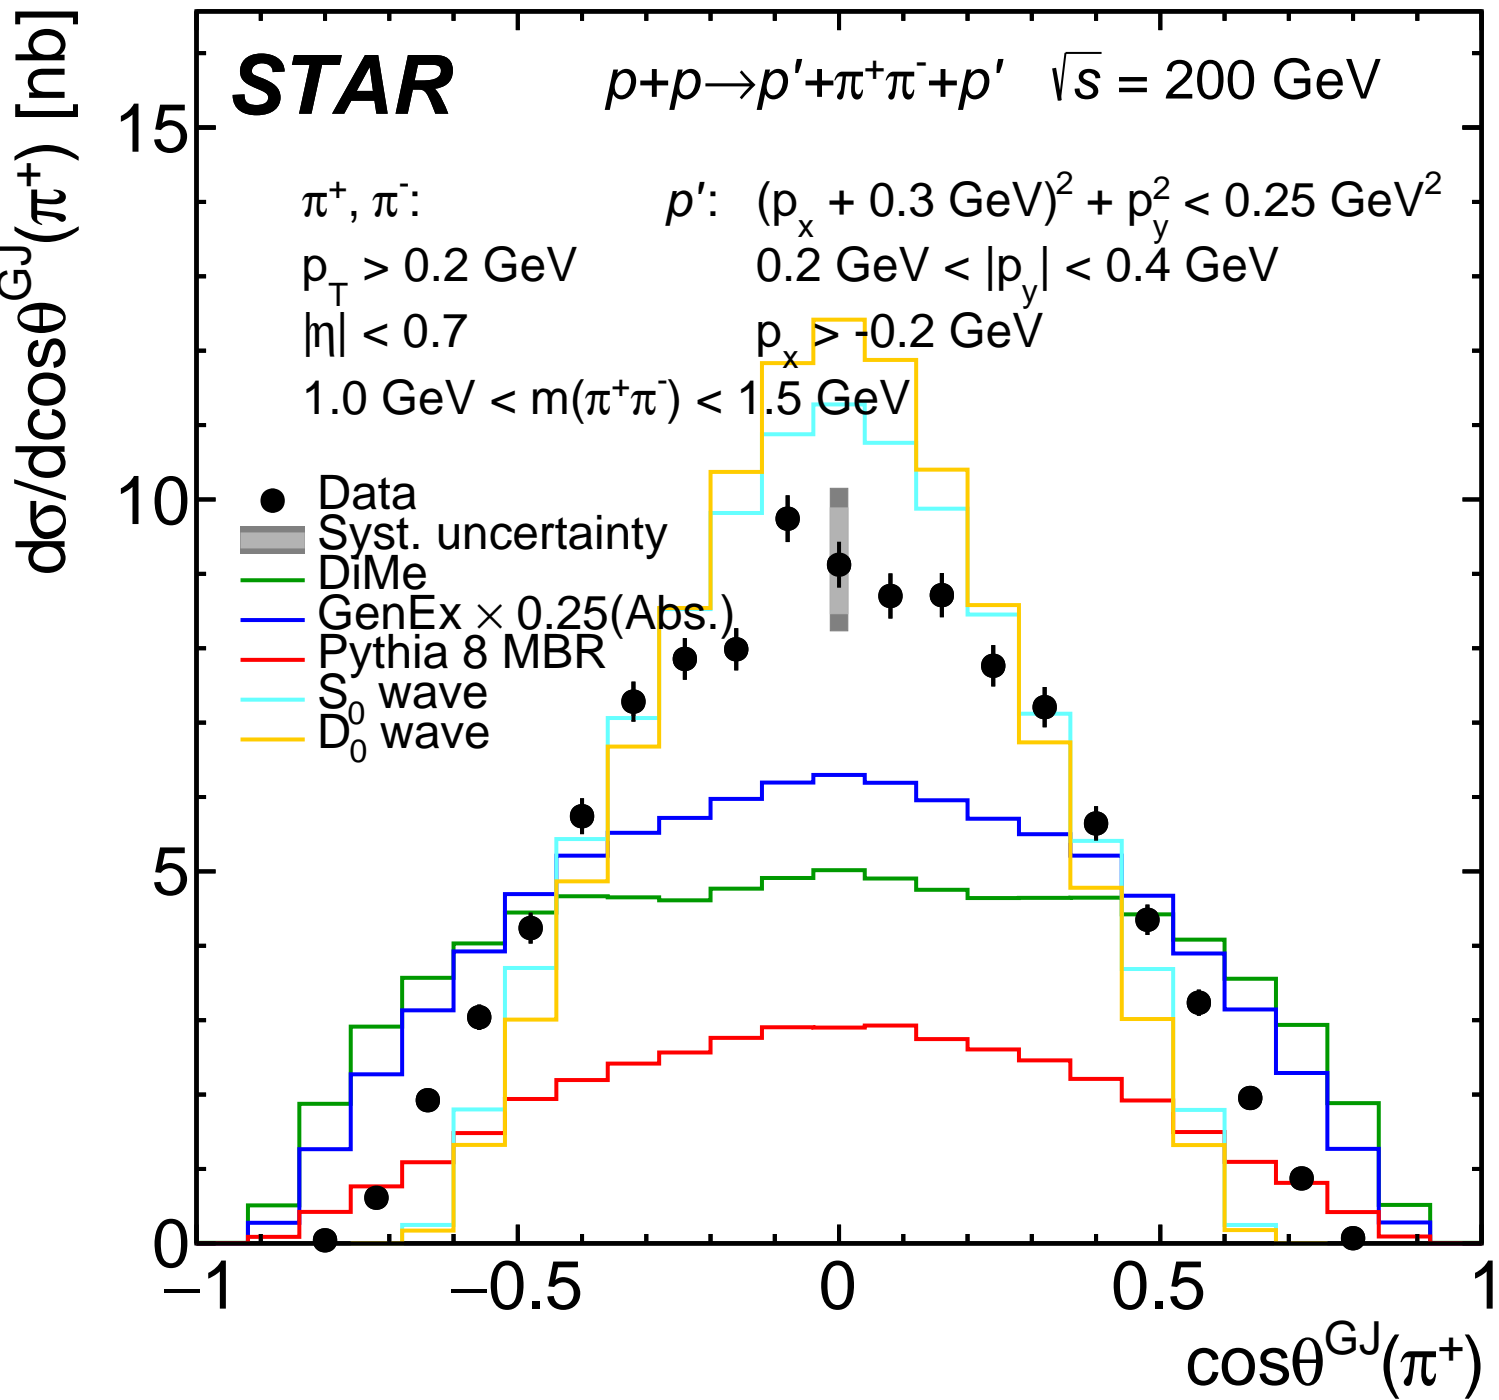 dσ/dcosθ^GJ(π⁺) [nb]
STAR p+p→p′+π⁺π⁻+p′ √s = 200 GeV
π⁺, π⁻: p′: (p_x + 0.3 GeV)² + p_y² < 0.25 GeV²
p_T > 0.2 GeV 0.2 GeV < |p_y| < 0.4 GeV
|η| < 0.7 p_x > -0.2 GeV
1.0 GeV < m(π⁺π⁻) < 1.5 GeV
Data
Syst. uncertainty
DiMe
GenEx × 0.25(Abs.)
Pythia 8 MBR
S₀ wave
D₀ wave
15
10
5
0
−1 −0.5 0 0.5 1
cosθ^GJ(π⁺)